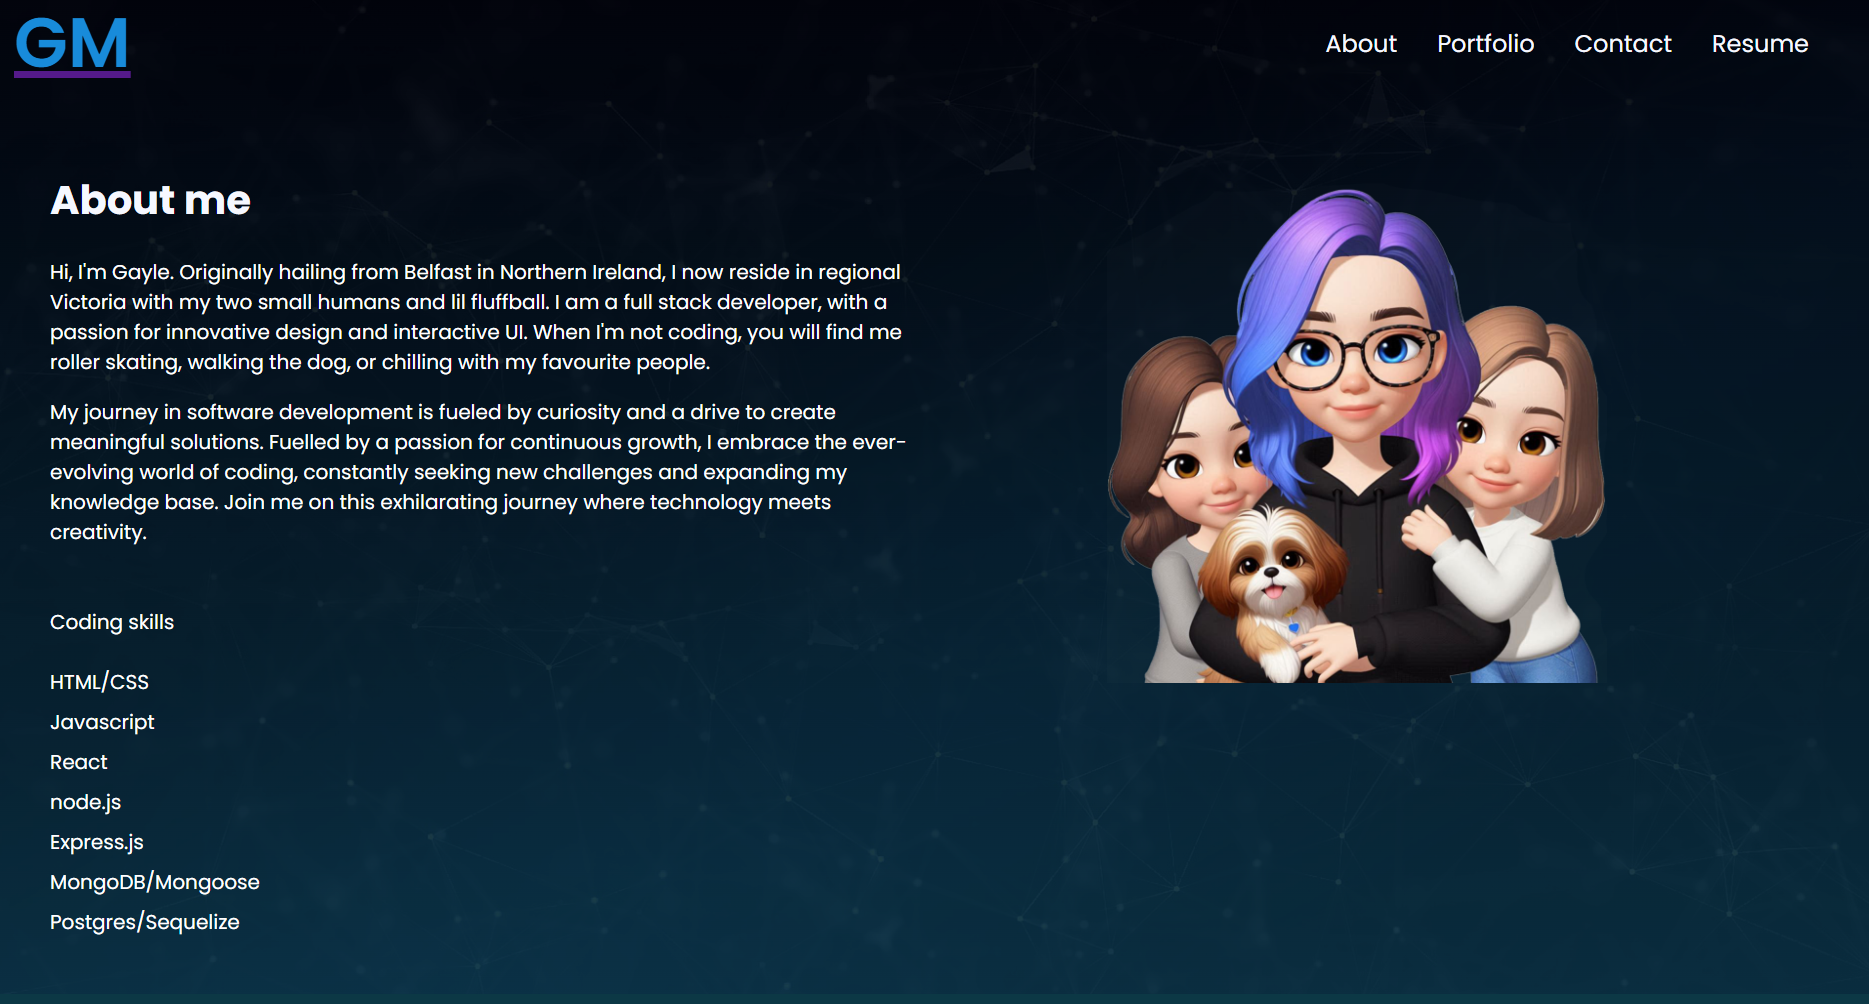 GM
About Portfolio Contact Resume
About me
Hi, I'm Gayle. Originally hailing from Belfast in Northern Ireland, I now reside in regional
Victoria with my two small humans and lil fluffball. I am a full stack developer, with a
passion for innovative design and interactive UI. When I'm not coding, you will find me
roller skating, walking the dog, or chilling with my favourite people.
My journey in software development is fueled by curiosity and a drive to create
meaningful solutions. Fuelled by a passion for continuous growth, I embrace the ever-
evolving world of coding, constantly seeking new challenges and expanding my
knowledge base. Join me on this exhilarating journey where technology meets
creativity.
Coding skills
HTML/CSS
Javascript
React
node.js
Express.js
MongoDB/Mongoose
Postgres/Sequelize